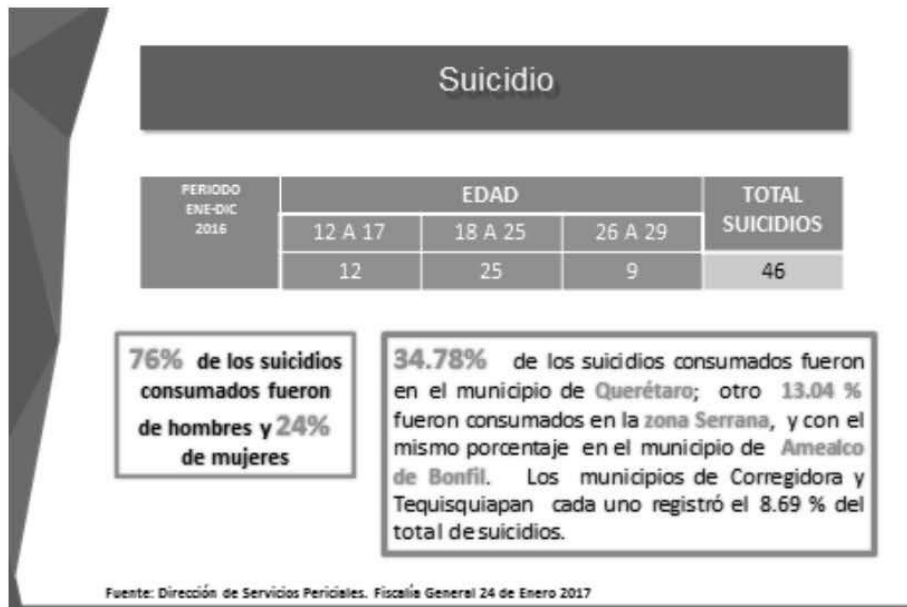 Suicidio
PERIODO
ENE-DIC
2016
EDAD
TOTAL
SUICIDIOS
12 A 17
18 A 25
26 A 29
12
25
9
46
76% de los suicidios
consumados fueron
de hombres y 24%
de mujeres
34.78% de los suicidios consumados fueron
en el municipio de Querétaro; otro 13.04 %
fueron consumados en la zona Serrana, y con el
mismo porcentaje en el municipio de Amealco
de Bonfil. Los municipios de Corregidora y
Tequisquiapan cada uno registró el 8.69 % del
total de suicidios.
Fuente: Dirección de Servicios Periciales. Fiscalía General 24 de Enero 2017